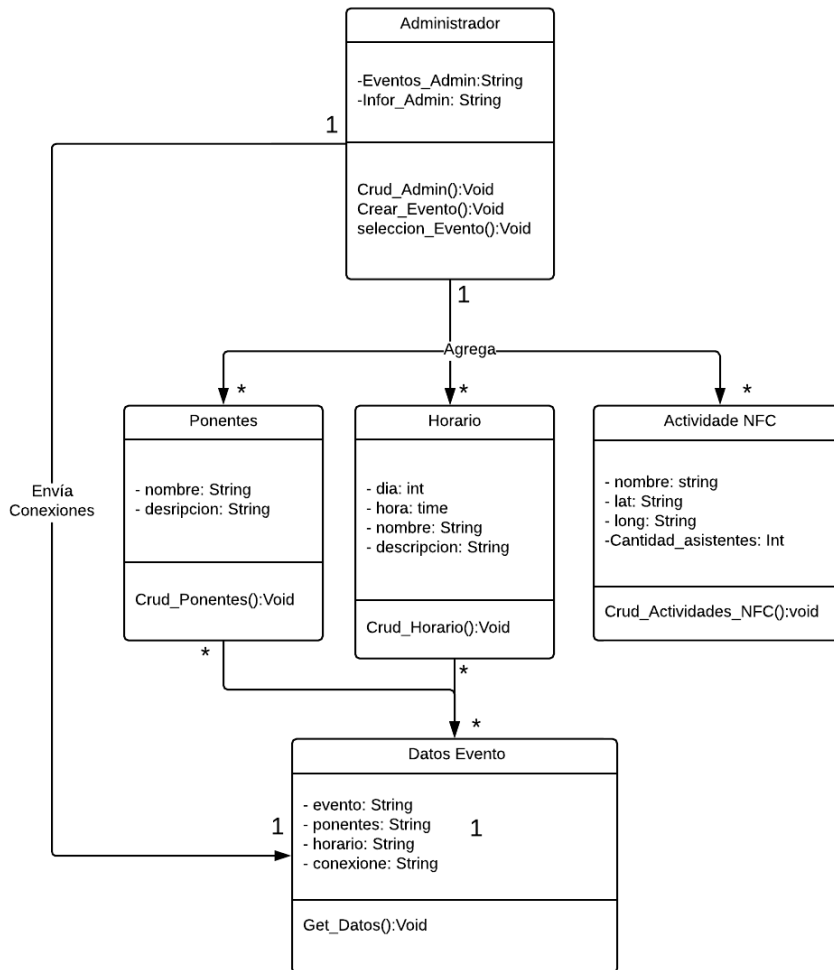 Administrador
-Eventos_Admin:String
-Infor_Admin: String
1
Crud_Admin():Void
Crear_Evento():Void
seleccion_Evento():Void
1
Agrega
*
*
*
Ponentes
- nombre: String
- desripcion: String
Crud_Ponentes():Void
Horario
- dia: int
- hora: time
- nombre: String
- descripcion: String
Crud_Horario():Void
Actividade NFC
- nombre: string
- lat: String
- long: String
-Cantidad_asistentes: Int
Crud_Actividades_NFC():void
Envía
Conexiones
*
*
*
Datos Evento
- evento: String
- ponentes: String
- horario: String
- conexione: String
1
1
Get_Datos():Void